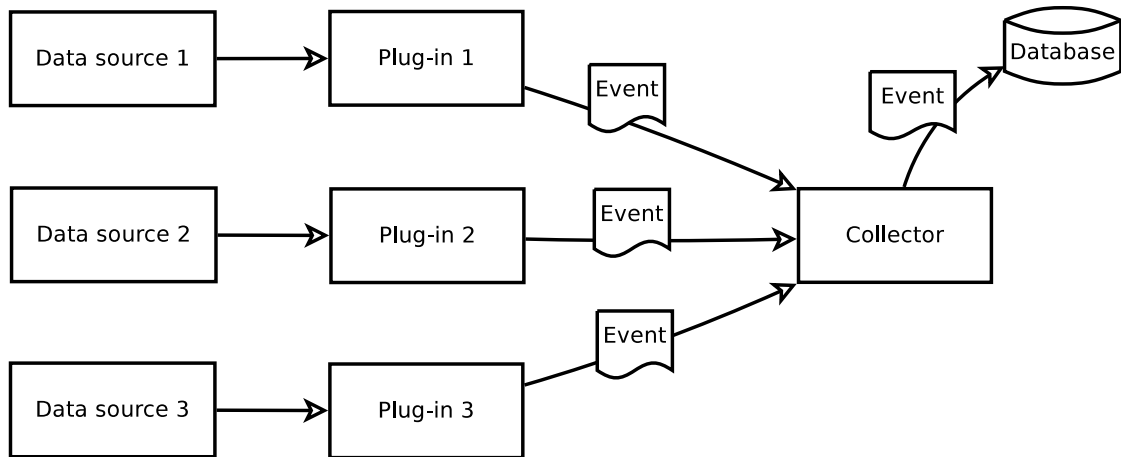 Data source 1
Plug-in 1
Event
Event
Database
Data source 2
Plug-in 2
Event
Collector
Data source 3
Plug-in 3
Event